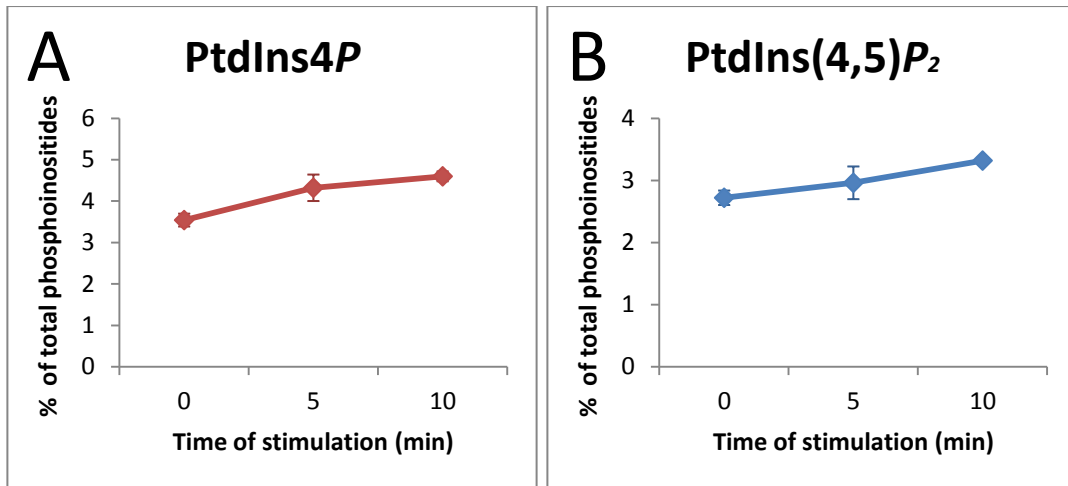 A
PtdIns4P
% of total phosphoinositides
6
5
4
3
2
1
0
0 5 10
Time of stimulation (min)
B
PtdIns(4,5)P₂
% of total phosphoinositides
4
3
2
1
0
0 5 10
Time of stimulation (min)